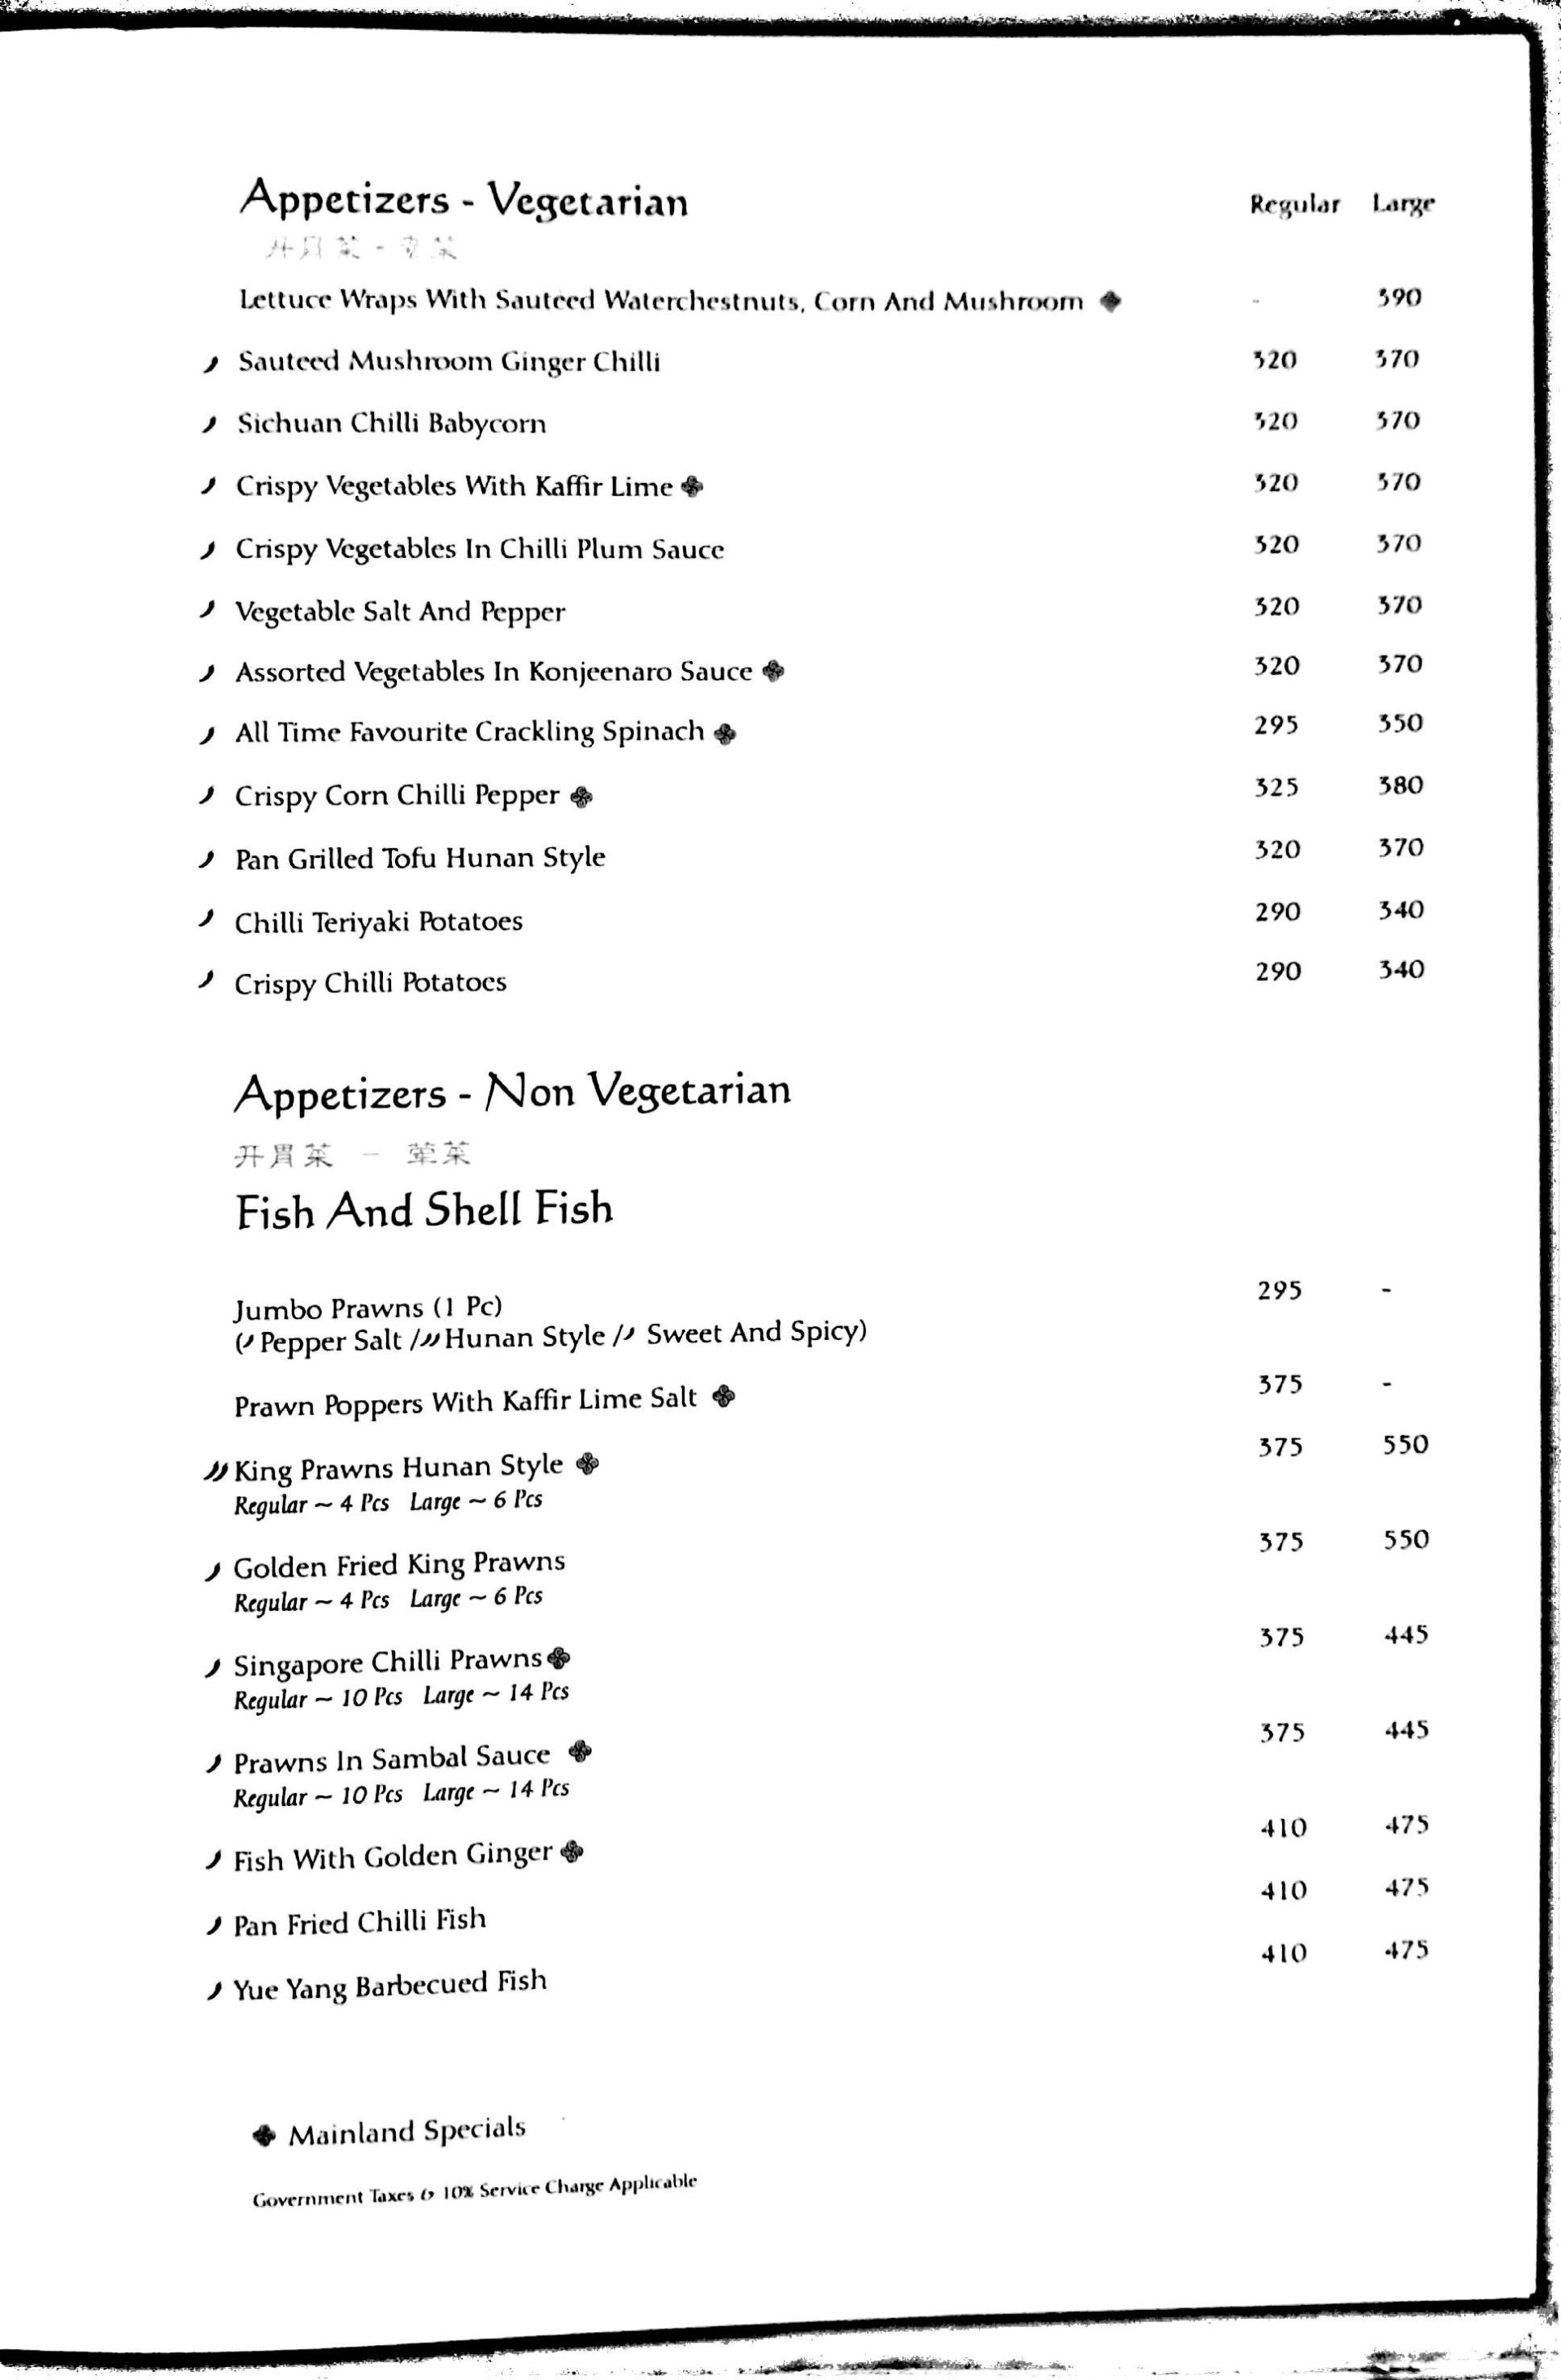 Appetizers - Vegetarian
Regular Large
开胃菜 - 素菜
Lettuce Wraps With Sauteed Waterchestnuts, Corn And Mushroom - 390
Sauteed Mushroom Ginger Chilli 320 370
Sichuan Chilli Babycorn 320 370
Crispy Vegetables With Kaffir Lime 320 370
Crispy Vegetables In Chilli Plum Sauce 320 370
Vegetable Salt And Pepper 320 370
Assorted Vegetables In Konjeenaro Sauce 320 370
All Time Favourite Crackling Spinach 295 350
Crispy Corn Chilli Pepper 325 380
Pan Grilled Tofu Hunan Style 320 370
Chilli Teriyaki Potatoes 290 340
Crispy Chilli Potatoes 290 340
Appetizers - Non Vegetarian
开胃菜 - 荤菜
Fish And Shell Fish
Jumbo Prawns (1 Pc) 295 -
(Pepper Salt / Hunan Style / Sweet And Spicy)
Prawn Poppers With Kaffir Lime Salt 375 -
King Prawns Hunan Style 375 550
Regular ~ 4 Pcs Large ~ 6 Pcs
Golden Fried King Prawns 375 550
Regular ~ 4 Pcs Large ~ 6 Pcs
Singapore Chilli Prawns 375 445
Regular ~ 10 Pcs Large ~ 14 Pcs
Prawns In Sambal Sauce 375 445
Regular ~ 10 Pcs Large ~ 14 Pcs
Fish With Golden Ginger 410 475
Pan Fried Chilli Fish 410 475
Yue Yang Barbecued Fish 410 475
Mainland Specials
Government Taxes & 10% Service Charge Applicable